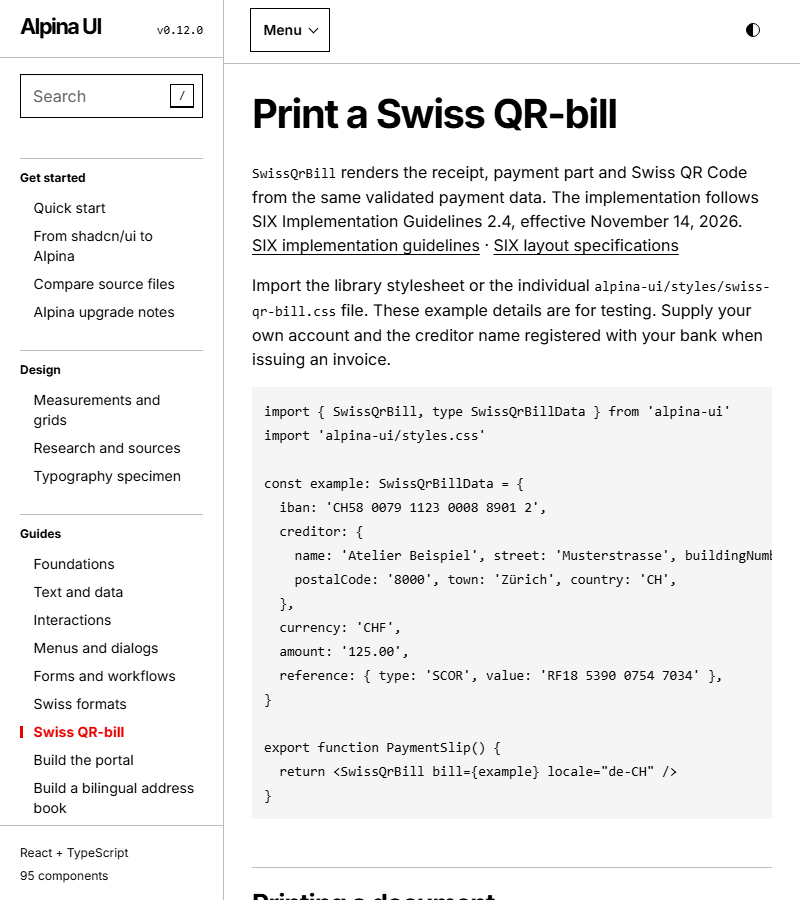 Alpina UI
v0.12.0
Menu
Search
/
Get started
Quick start
From shadcn/ui to
Alpina
Compare source files
Alpina upgrade notes
Design
Measurements and
grids
Research and sources
Typography specimen
Guides
Foundations
Text and data
Interactions
Menus and dialogs
Forms and workflows
Swiss formats
Swiss QR-bill
Build the portal
Build a bilingual address
book
React + TypeScript
95 components
Print a Swiss QR-bill
SwissQrBill renders the receipt, payment part and Swiss QR Code
from the same validated payment data. The implementation follows
SIX Implementation Guidelines 2.4, effective November 14, 2026.
SIX implementation guidelines · SIX layout specifications
Import the library stylesheet or the individual alpina-ui/styles/swiss-
qr-bill.css file. These example details are for testing. Supply your
own account and the creditor name registered with your bank when
issuing an invoice.
import { SwissQrBill, type SwissQrBillData } from 'alpina-ui'
import 'alpina-ui/styles.css'
const example: SwissQrBillData = {
  iban: 'CH58 0079 1123 0008 8901 2',
  creditor: {
    name: 'Atelier Beispiel', street: 'Musterstrasse', buildingNumb
    postalCode: '8000', town: 'Zürich', country: 'CH',
  },
  currency: 'CHF',
  amount: '125.00',
  reference: { type: 'SCOR', value: 'RF18 5390 0754 7034' },
}
export function PaymentSlip() {
  return <SwissQrBill bill={example} locale="de-CH" />
}
Printing a document